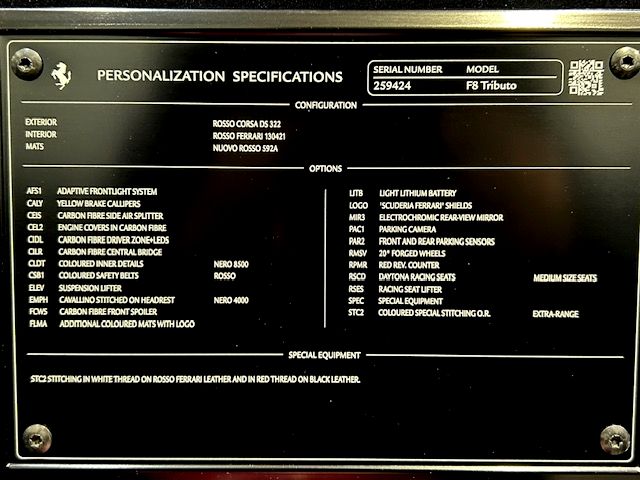 PERSONALIZATION SPECIFICATIONS
SERIAL NUMBER MODEL
259424 F8 Tributo
CONFIGURATION
EXTERIOR ROSSO CORSA DS 322
INTERIOR ROSSO FERRARI 130421
MATS NUOVO ROSSO 592A
OPTIONS
AFS1 ADAPTIVE FRONTLIGHT SYSTEM
CALY YELLOW BRAKE CALLIPERS
CEIS CARBON FIBRE SIDE AIR SPLITTER
CEL2 ENGINE COVERS IN CARBON FIBRE
CIDL CARBON FIBRE DRIVER ZONE+LEDS
CILR CARBON FIBRE CENTRAL BRIDGE
CLDT COLOURED INNER DETAILS NERO 8500
CSB1 COLOURED SAFETY BELTS ROSSO
ELEV SUSPENSION LIFTER
EMPH CAVALLINO STITCHED ON HEADREST NERO 4000
FCWS CARBON FIBRE FRONT SPOILER
FLMA ADDITIONAL COLOURED MATS WITH LOGO
LITB LIGHT LITHIUM BATTERY
LOGO "SCUDERIA FERRARI" SHIELDS
MIR3 ELECTROCHROMIC REAR-VIEW MIRROR
PAC1 PARKING CAMERA
PAR2 FRONT AND REAR PARKING SENSORS
RMSV 20" FORGED WHEELS
RPMR RED REV. COUNTER
RSCD DAYTONA RACING SEATS MEDIUM SIZE SEATS
RSES RACING SEAT LIFTER
SPEC SPECIAL EQUIPMENT
STC2 COLOURED SPECIAL STITCHING O.R. EXTRA-RANGE
SPECIAL EQUIPMENT
STC2 STITCHING IN WHITE THREAD ON ROSSO FERRARI LEATHER AND IN RED THREAD ON BLACK LEATHER.